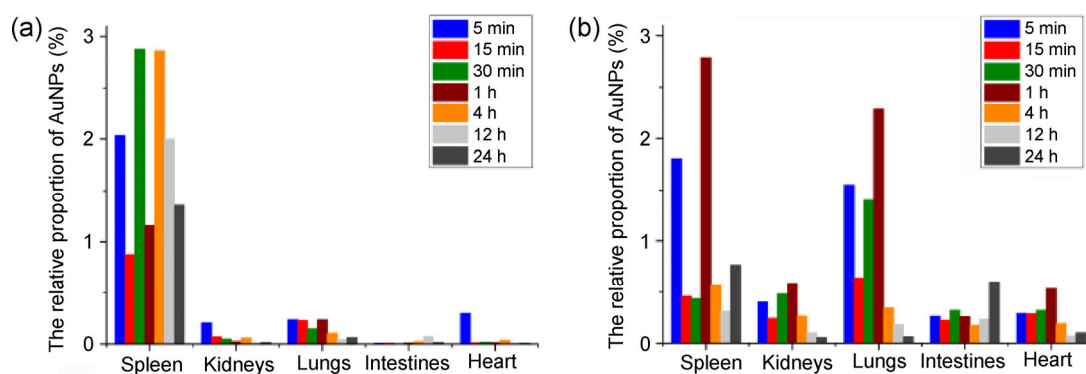 (a)
The relative proportion of AuNPs (%)
3
2
1
0
5 min
15 min
30 min
1 h
4 h
12 h
24 h
Spleen Kidneys Lungs Intestines Heart
(b)
The relative proportion of AuNPs (%)
3
2
1
0
5 min
15 min
30 min
1 h
4 h
12 h
24 h
Spleen Kidneys Lungs Intestines Heart